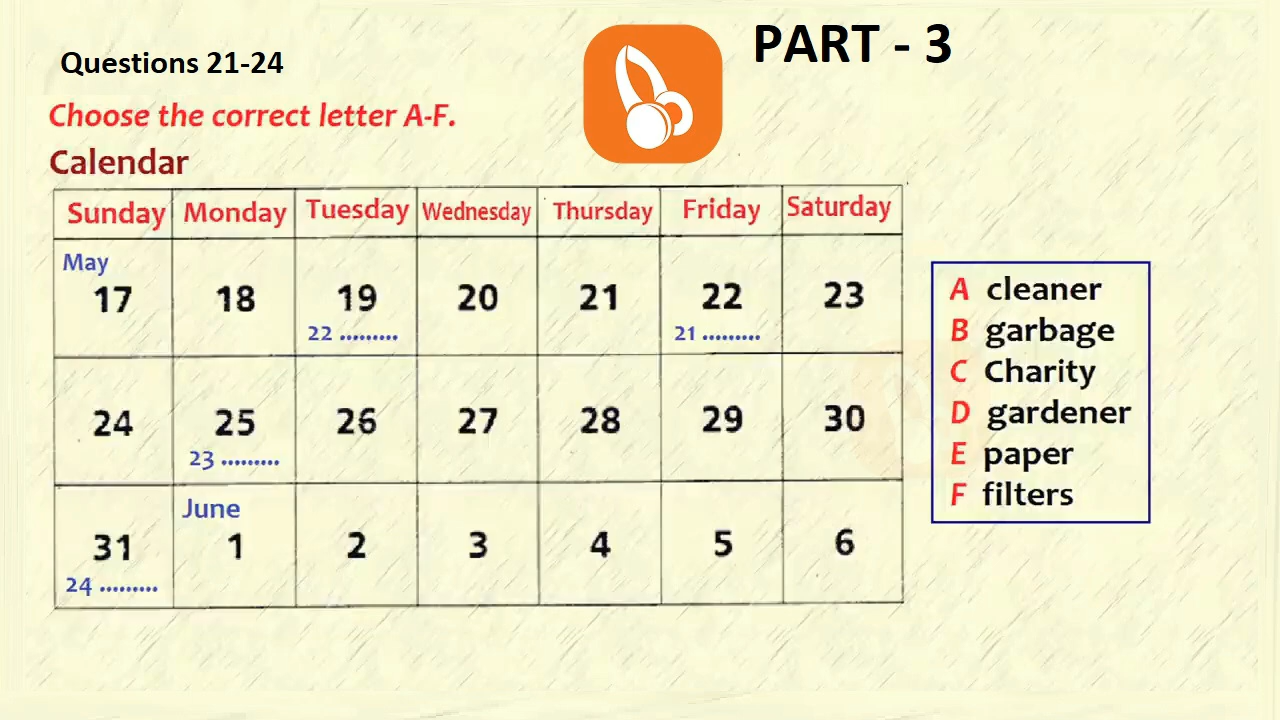 PART - 3
Questions 21-24
Choose the correct letter A-F.
Calendar
Sunday Monday Tuesday Wednesday Thursday Friday Saturday
May
17 18 19 20 21 22 23
22 ......... 21 .........
24 25 26 27 28 29 30
23 .........
June
31 1 2 3 4 5 6
24 .........
A cleaner
B garbage
C Charity
D gardener
E paper
F filters